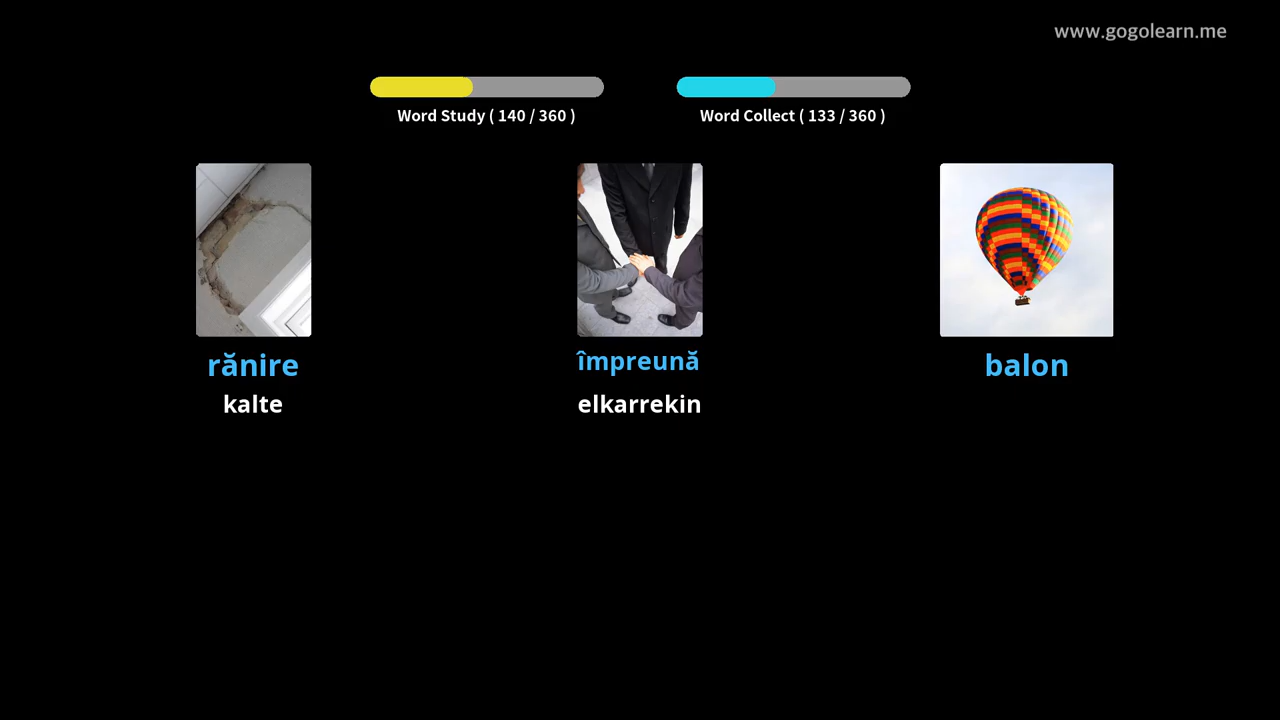 www.gogolearn.me
Word Study ( 140 / 360 )
Word Collect ( 133 / 360 )
rănire
împreună
balon
kalte
elkarrekin